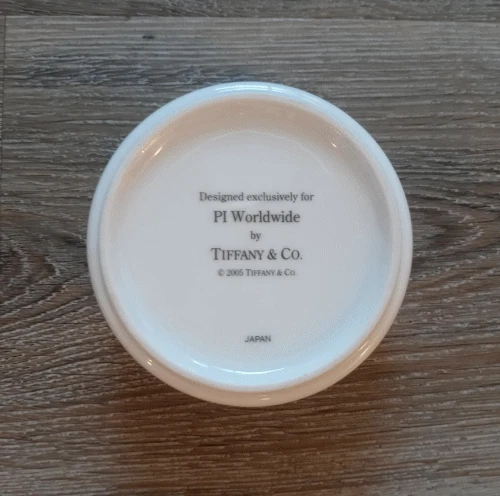 Designed exclusively for
PI Worldwide
by
TIFFANY & CO.
© 2005 TIFFANY & CO.
JAPAN